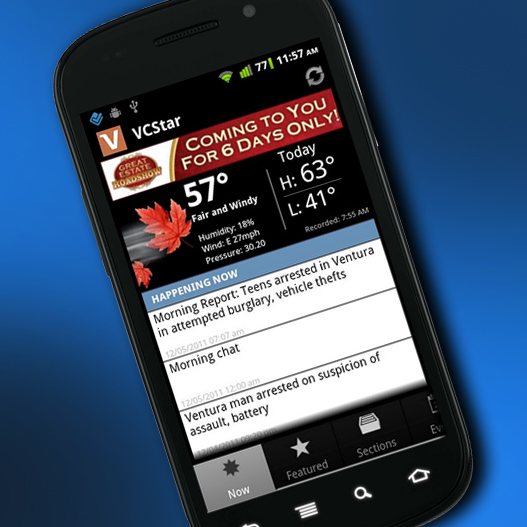 77 11:57 AM
V VCStar
GREAT
ESTATE
ROADSHOW
COMING TO YOU
FOR 6 DAYS ONLY!
57°
Fair and Windy
Humidity: 18%
Wind: E 27mph
Pressure: 30.20
Today
H: 63°
L: 41°
Recorded: 7:55 AM
HAPPENING NOW
Morning Report: Teens arrested in Ventura
in attempted burglary, vehicle thefts
12/05/2011 07:07 am
Morning chat
12/05/2011 12:00 am
Ventura man arrested on suspicion of
assault, battery
Now
Featured
Sections
Ev